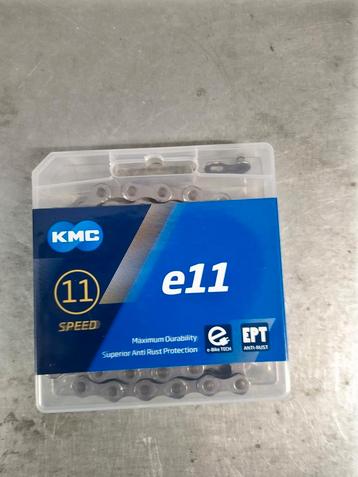 KMC
11
SPEED
e11
Maximum Durability
Superior Anti Rust Protection
e
e-Bike TECH
EPT
ANTI-RUST